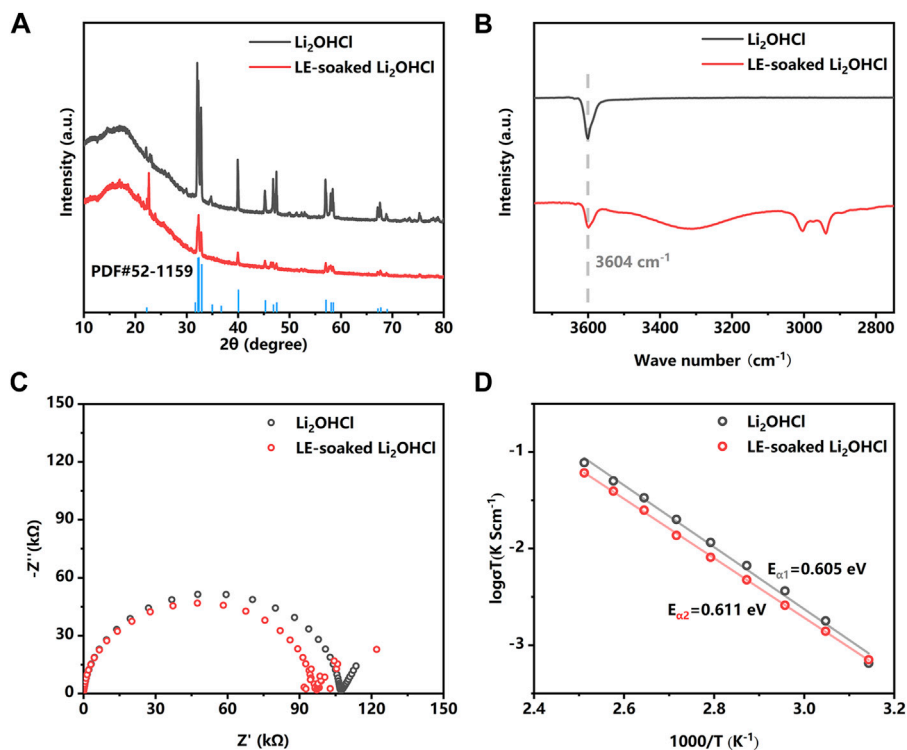 A
Li₂OHCl
LE-soaked Li₂OHCl
Intensity (a.u.)
PDF#52-1159
10 20 30 40 50 60 70 80
2θ (degree)
B
Li₂OHCl
LE-soaked Li₂OHCl
Intenisty (a.u.)
3604 cm⁻¹
3600 3400 3200 3000 2800
Wave number (cm⁻¹)
C
Li₂OHCl
LE-soaked Li₂OHCl
-Z''(kΩ)
150
120
90
60
30
0
0 30 60 90 120 150
Z' (kΩ)
D
Li₂OHCl
LE-soaked Li₂OHCl
logσT(K Scm⁻¹)
-1
-2
-3
Eα1=0.605 eV
Eα2=0.611 eV
2.4 2.6 2.8 3.0 3.2
1000/T (K⁻¹)